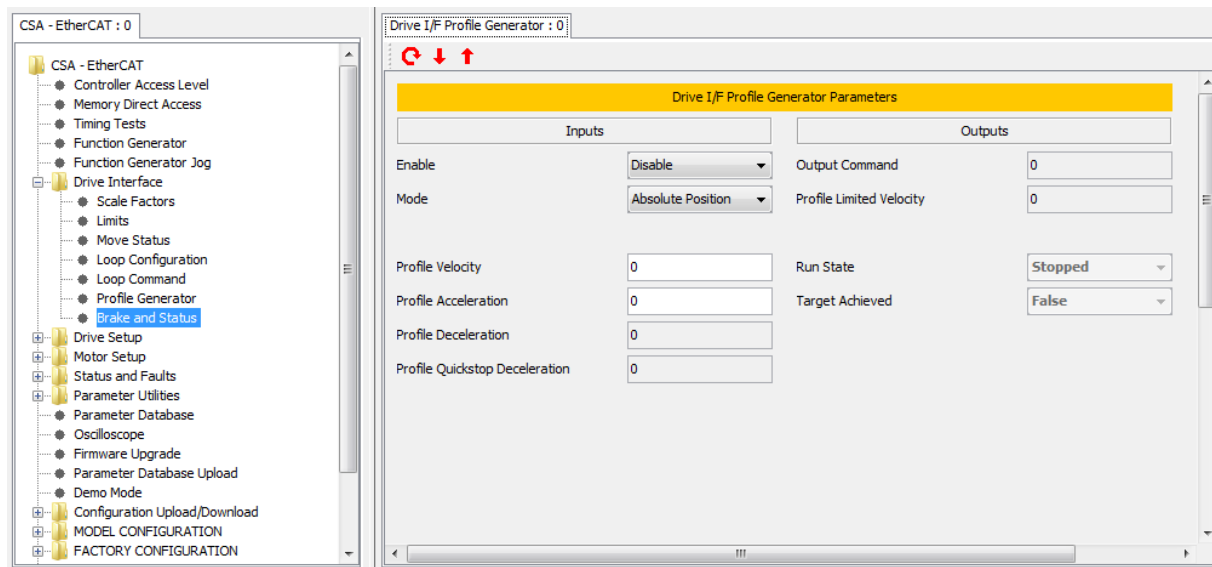 CSA - EtherCAT : 0
CSA - EtherCAT
Controller Access Level
Memory Direct Access
Timing Tests
Function Generator
Function Generator Jog
Drive Interface
Scale Factors
Limits
Move Status
Loop Configuration
Loop Command
Profile Generator
Brake and Status
Drive Setup
Motor Setup
Status and Faults
Parameter Utilities
Parameter Database
Oscilloscope
Firmware Upgrade
Parameter Database Upload
Demo Mode
Configuration Upload/Download
MODEL CONFIGURATION
FACTORY CONFIGURATION
Drive I/F Profile Generator : 0
Drive I/F Profile Generator Parameters
Inputs Outputs
Enable Disable Output Command 0
Mode Absolute Position Profile Limited Velocity 0
Profile Velocity 0 Run State Stopped
Profile Acceleration 0 Target Achieved False
Profile Deceleration 0
Profile Quickstop Deceleration 0